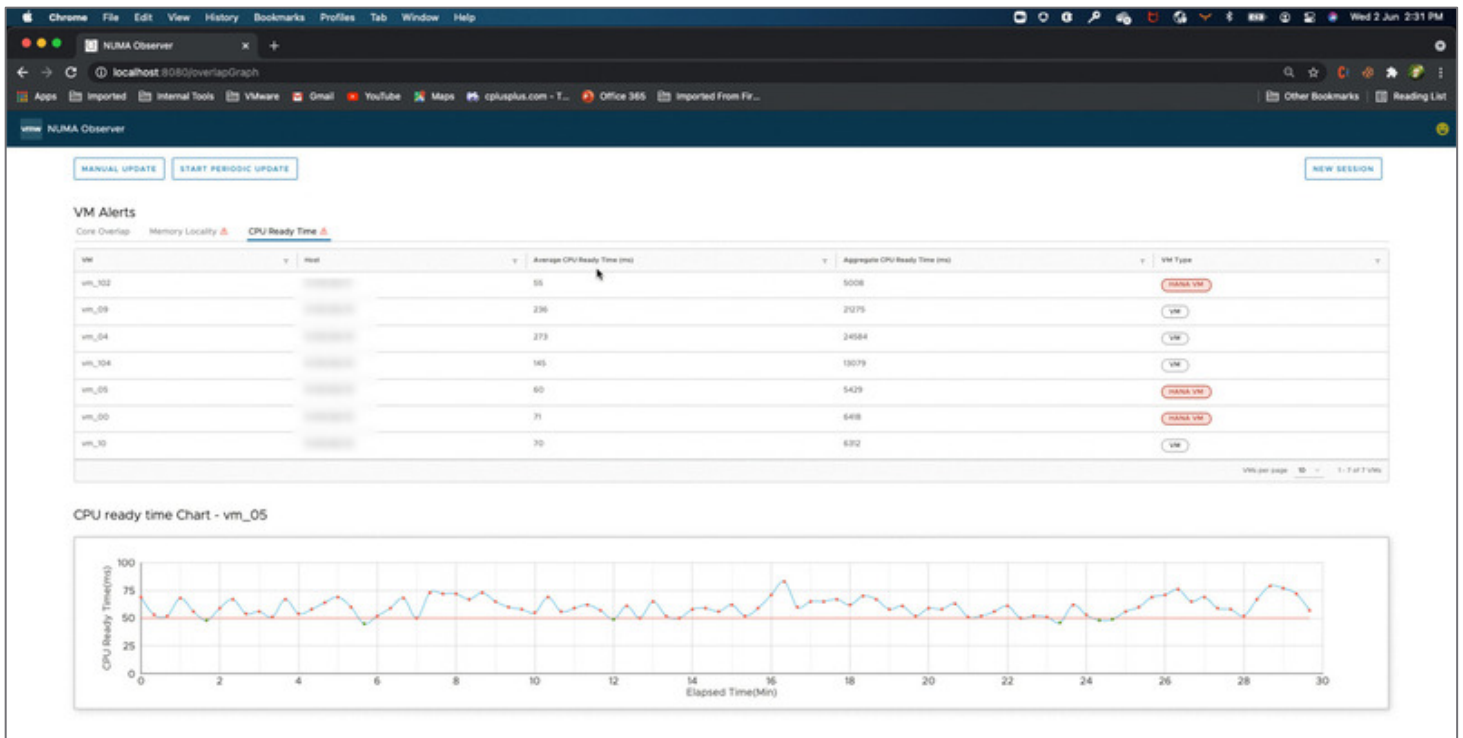 Chrome File Edit View History Bookmarks Profiles Tab Window Help Wed 2 Jun 2:31 PM
NUMA Observer
localhost:8080/overlapGraph
Apps Imported Internal Tools VMware Gmail YouTube Maps cplusplus.com - T... Office 365 Imported From Fir... Other Bookmarks Reading List
vmw NUMA Observer
MANUAL UPDATE START PERIODIC UPDATE NEW SESSION
VM Alerts
Core Overlap Memory Locality CPU Ready Time
VM Host Average CPU Ready Time (ms) Aggregate CPU Ready Time (ms) VM Type
vm_102 55 5008 HANA VM
vm_09 236 21275 VM
vm_04 273 24584 VM
vm_104 145 13079 VM
vm_05 60 5429 HANA VM
vm_00 71 6418 HANA VM
vm_10 70 6312 VM
VMs per page 10 1 - 7 of 7 VMs
CPU ready time Chart - vm_05
CPU Ready Time(ms)
100
75
50
25
0
0 2 4 6 8 10 12 14 16 18 20 22 24 26 28 30
Elapsed Time(Min)